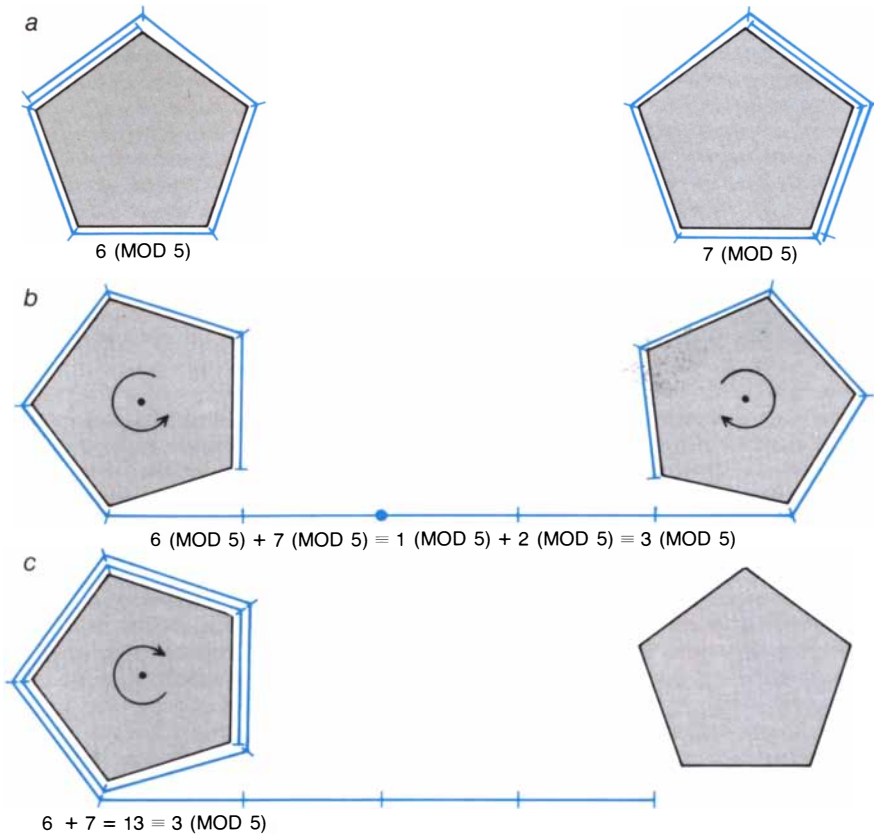 a
6 (MOD 5)
7 (MOD 5)
b
6 (MOD 5) + 7 (MOD 5) ≡ 1 (MOD 5) + 2 (MOD 5) ≡ 3 (MOD 5)
c
6 + 7 = 13 ≡ 3 (MOD 5)